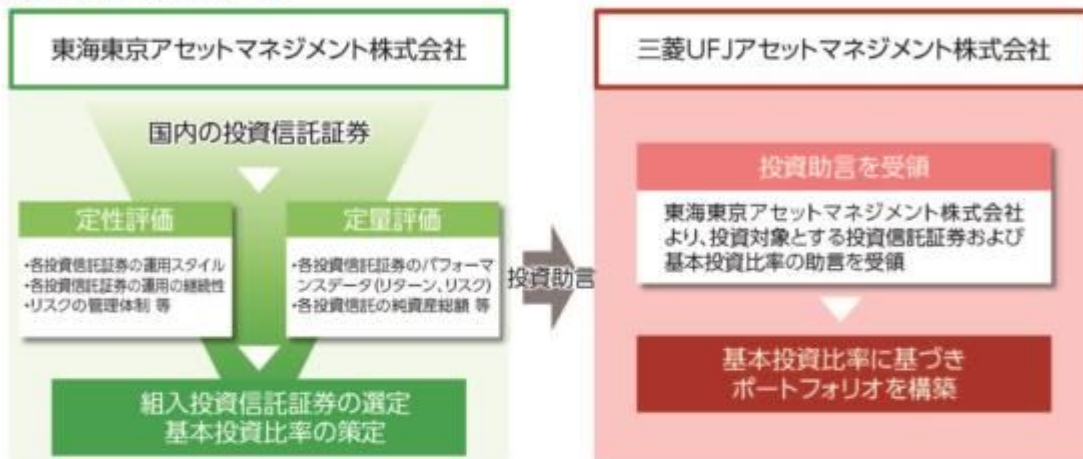 東海東京アセットマネジメント株式会社
国内の投資信託証券
定性評価
・各投資信託証券の運用スタイル
・各投資信託証券の運用の継続性
・リスクの管理体制 等
定量評価
・各投資信託証券のパフォーマ
ンスデータ(リターン、リスク)
・各投資信託の純資産総額 等
組入投資信託証券の選定
基本投資比率の策定
投資助言
三菱UFJアセットマネジメント株式会社
投資助言を受領
東海東京アセットマネジメント株式会社
より、投資対象とする投資信託証券および
基本投資比率の助言を受領
基本投資比率に基づき
ポートフォリオを構築